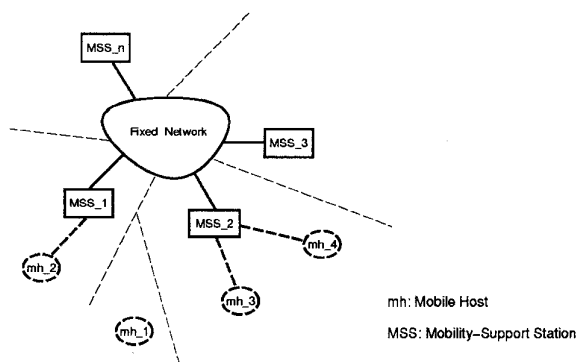 MSS_n
Fixed Network
MSS_3
MSS_1
MSS_2
mh_4
mh_2
mh_3
mh: Mobile Host
mh_1
MSS: Mobility-Support Station